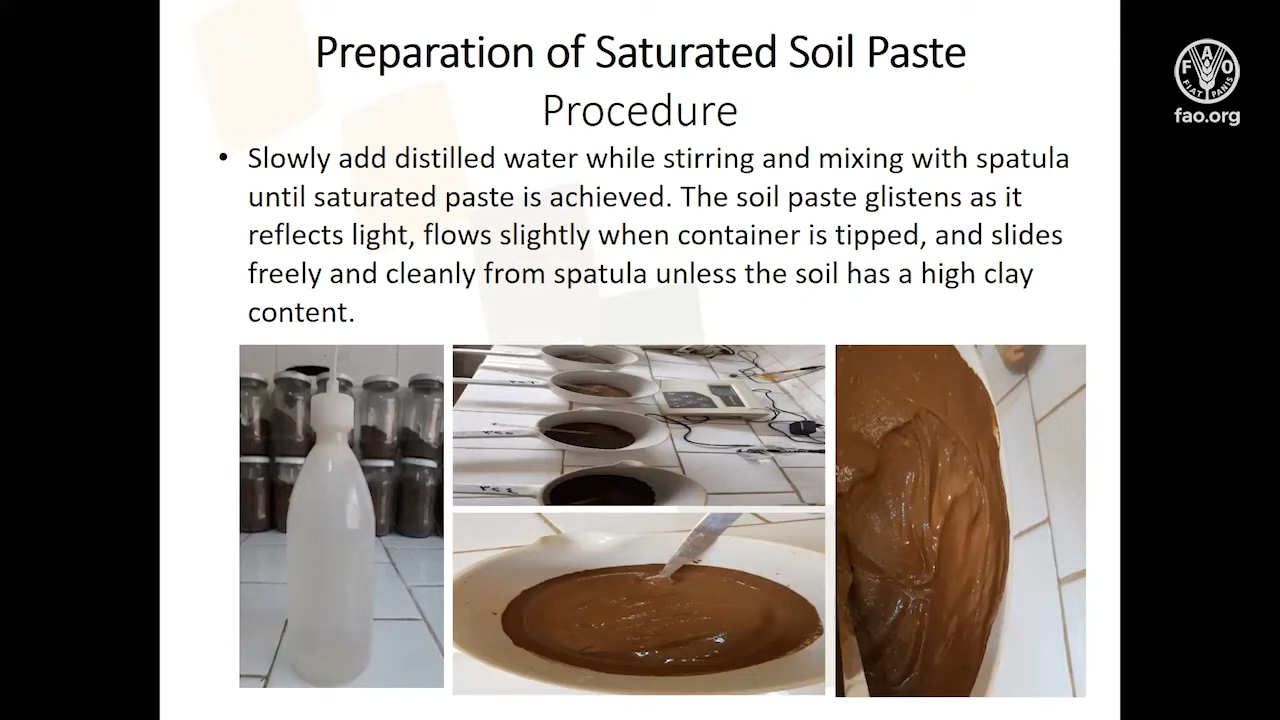 Preparation of Saturated Soil Paste
Procedure
• Slowly add distilled water while stirring and mixing with spatula
until saturated paste is achieved. The soil paste glistens as it
reflects light, flows slightly when container is tipped, and slides
freely and cleanly from spatula unless the soil has a high clay
content.
F A O
FIAT PANIS
fao.org